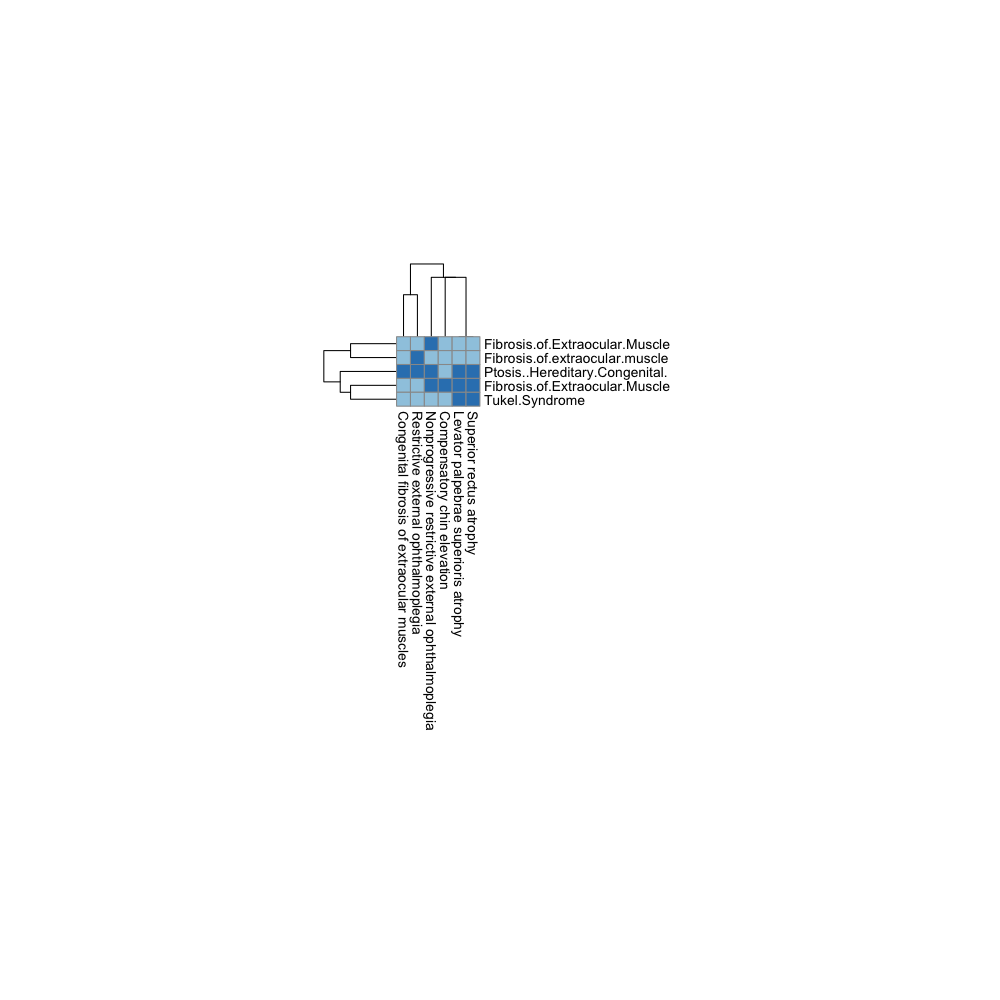 Fibrosis.of.Extraocular.Muscle
Fibrosis.of.extraocular.muscle
Ptosis..Hereditary.Congenital.
Fibrosis.of.Extraocular.Muscle
Tukel.Syndrome
Congenital fibrosis of extraocular muscles
Restrictive external ophthalmoplegia
Nonprogressive restrictive external ophthalmoplegia
Compensatory chin elevation
Levator palpebrae superioris atrophy
Superior rectus atrophy